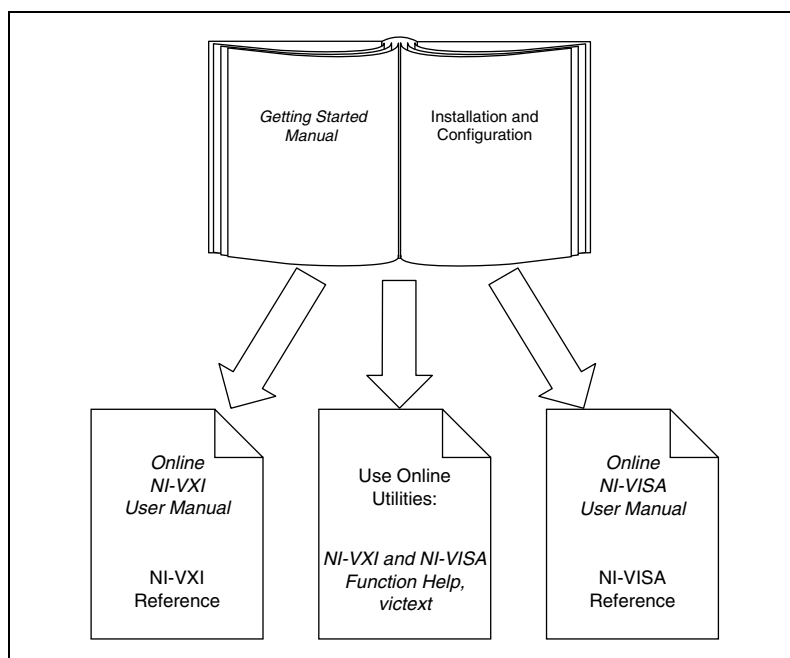 Getting Started
Manual
Installation and
Configuration
Online
NI-VXI
User Manual
NI-VXI
Reference
Use Online
Utilities:
NI-VXI and NI-VISA
Function Help,
victext
Online
NI-VISA
User Manual
NI-VISA
Reference